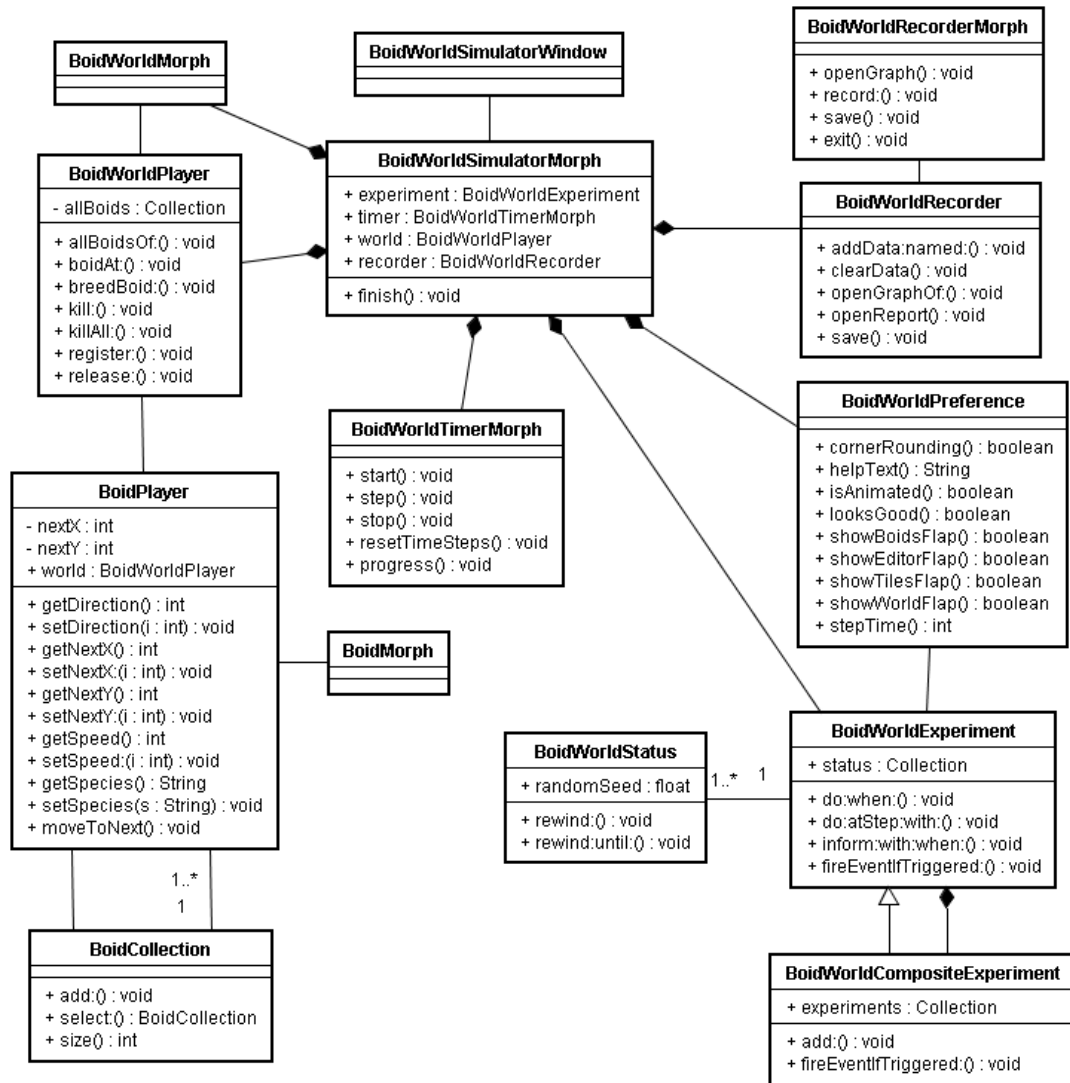 BoidWorldMorph
BoidWorldSimulatorWindow
BoidWorldRecorderMorph
+ openGraph() : void
+ record:() : void
+ save() : void
+ exit() : void
BoidWorldPlayer
- allBoids : Collection
+ allBoidsOf:() : void
+ boidAt:() : void
+ breedBoid:() : void
+ kill:() : void
+ killAll:() : void
+ register:() : void
+ release:() : void
BoidWorldSimulatorMorph
+ experiment : BoidWorldExperiment
+ timer : BoidWorldTimerMorph
+ world : BoidWorldPlayer
+ recorder : BoidWorldRecorder
+ finish() : void
BoidWorldRecorder
+ addData:named:() : void
+ clearData() : void
+ openGraphOf:() : void
+ openReport() : void
+ save() : void
BoidWorldTimerMorph
+ start() : void
+ step() : void
+ stop() : void
+ resetTimeSteps() : void
+ progress() : void
BoidWorldPreference
+ cornerRounding() : boolean
+ helpText() : String
+ isAnimated() : boolean
+ looksGood() : boolean
+ showBoidsFlap() : boolean
+ showEditorFlap() : boolean
+ showTilesFlap() : boolean
+ showWorldFlap() : boolean
+ stepTime() : int
BoidPlayer
- nextX : int
- nextY : int
+ world : BoidWorldPlayer
+ getDirection() : int
+ setDirection(i : int) : void
+ getNextX() : int
+ setNextX:(i : int) : void
+ getNextY() : int
+ setNextY:(i : int) : void
+ getSpeed() : int
+ setSpeed:(i : int) : void
+ getSpecies() : String
+ setSpecies(s : String) : void
+ moveToNext() : void
BoidMorph
BoidWorldStatus
+ randomSeed : float
+ rewind:() : void
+ rewind:until:() : void
1..*
1
BoidWorldExperiment
+ status : Collection
+ do:when:() : void
+ do:atStep:with:() : void
+ inform:with:when:() : void
+ fireEventIfTriggered:() : void
1..*
1
BoidCollection
+ add:() : void
+ select:() : BoidCollection
+ size() : int
BoidWorldCompositeExperiment
+ experiments : Collection
+ add:() : void
+ fireEventIfTriggered:() : void